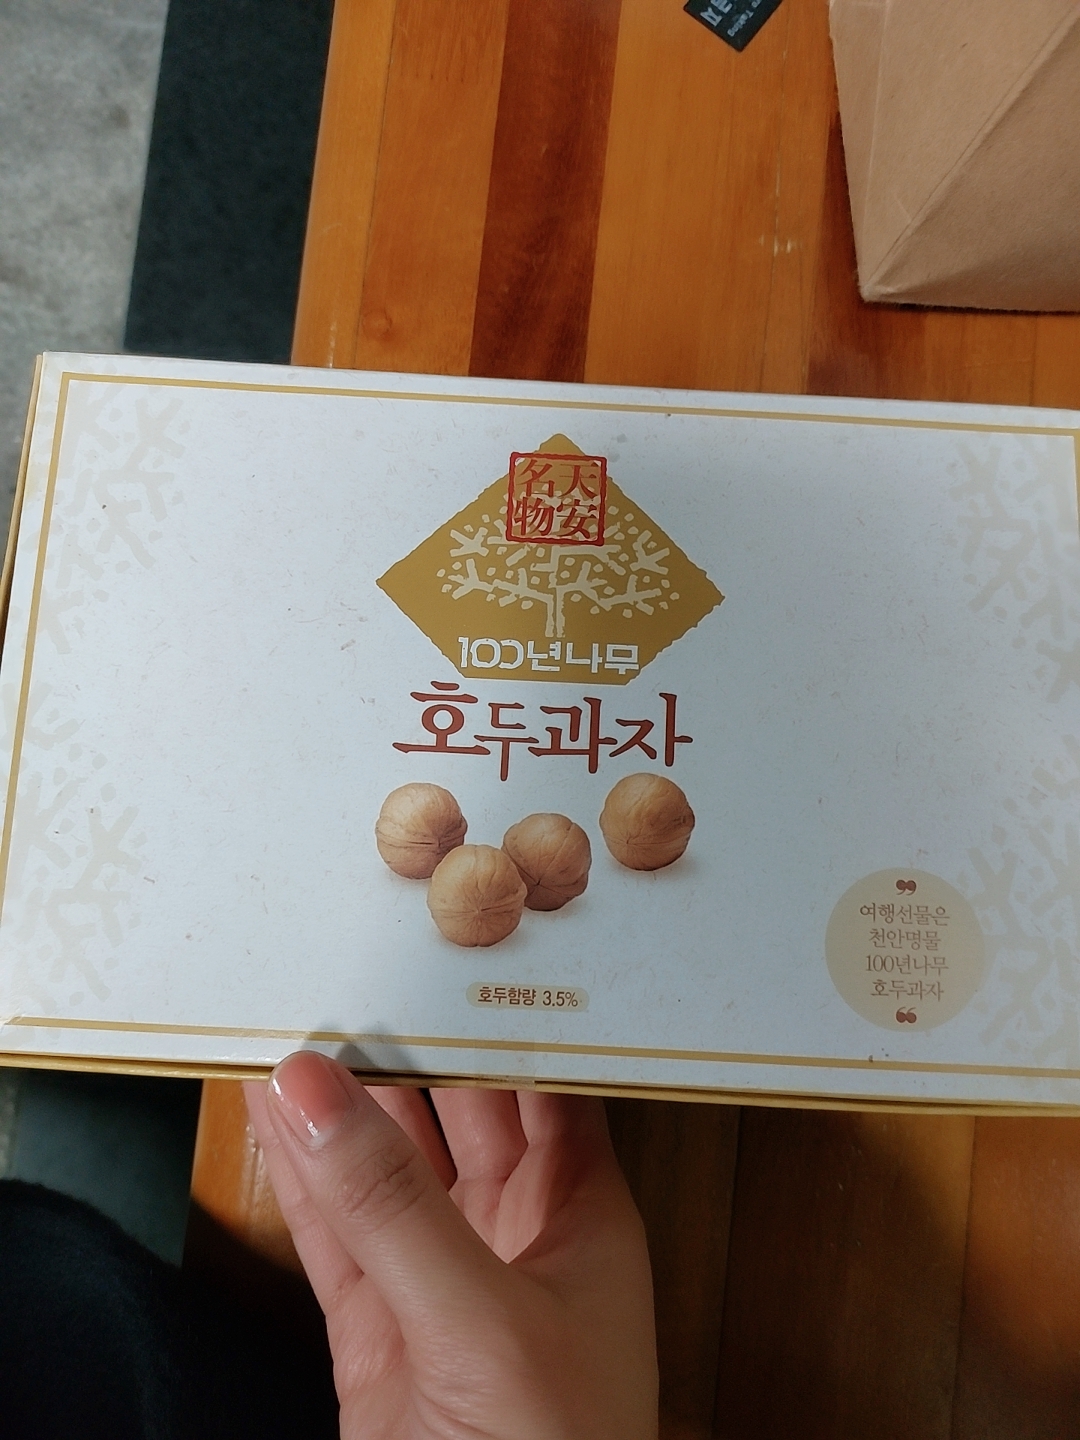 天安
名物
100년나무
호두과자
호두함량 3.5%
여행선물은
천안명물
100년나무
호두과자